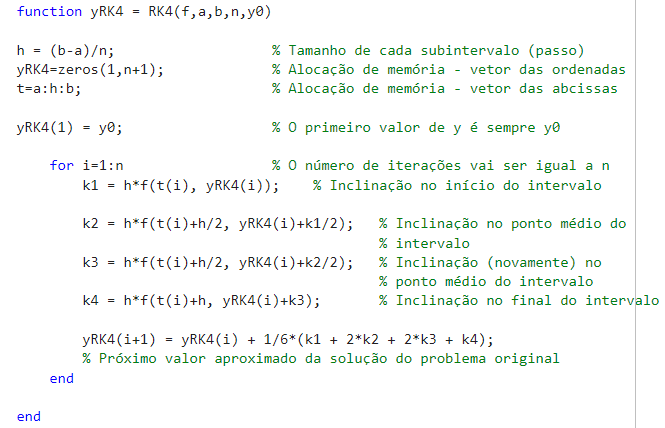 function yRK4 = RK4(f,a,b,n,y0)
h = (b-a)/n; % Tamanho de cada subintervalo (passo)
yRK4=zeros(1,n+1); % Alocação de memória - vetor das ordenadas
t=a:h:b; % Alocação de memória - vetor das abcissas
yRK4(1) = y0; % O primeiro valor de y é sempre y0
for i=1:n % O número de iterações vai ser igual a n
k1 = h*f(t(i), yRK4(i)); % Inclinação no início do intervalo
k2 = h*f(t(i)+h/2, yRK4(i)+k1/2); % Inclinação no ponto médio do
% intervalo
k3 = h*f(t(i)+h/2, yRK4(i)+k2/2); % Inclinação (novamente) no
% ponto médio do intervalo
k4 = h*f(t(i)+h, yRK4(i)+k3); % Inclinação no final do intervalo
yRK4(i+1) = yRK4(i) + 1/6*(k1 + 2*k2 + 2*k3 + k4);
% Próximo valor aproximado da solução do problema original
end
end